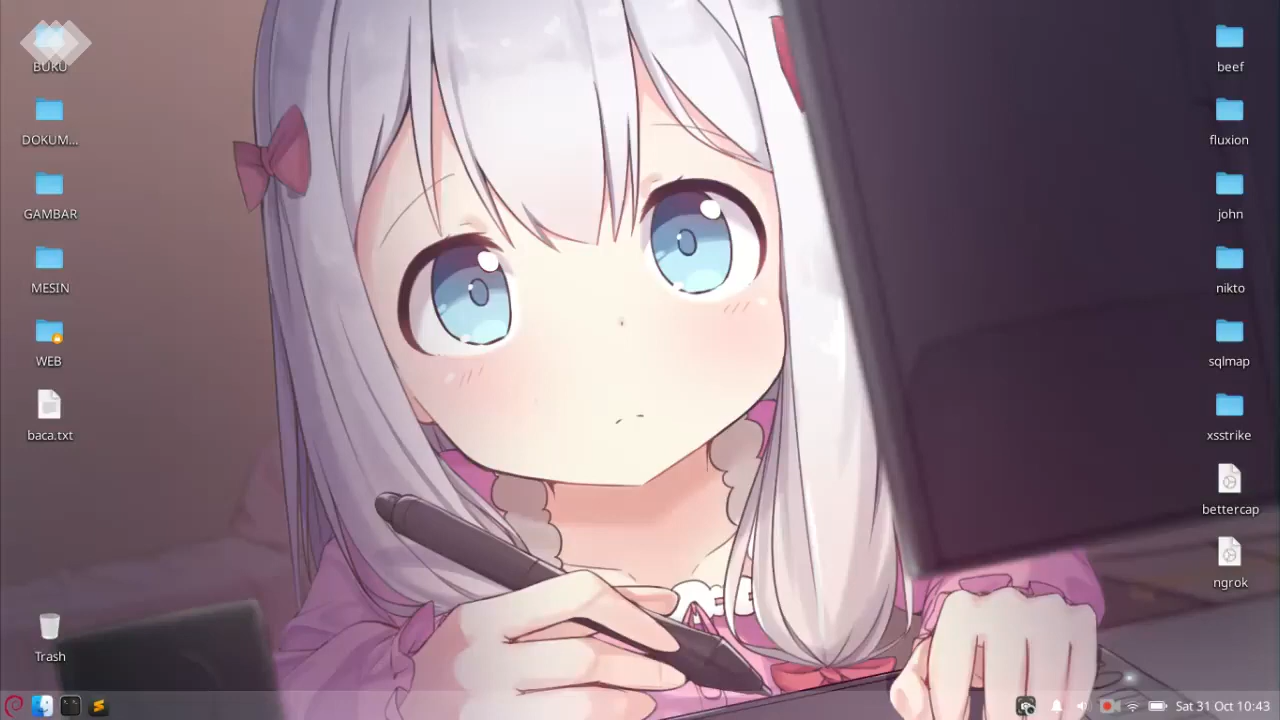 BUKU
DOKUM...
GAMBAR
MESIN
WEB
baca.txt
Trash
beef
fluxion
john
nikto
sqlmap
xsstrike
bettercap
ngrok
Sat 31 Oct 10:43